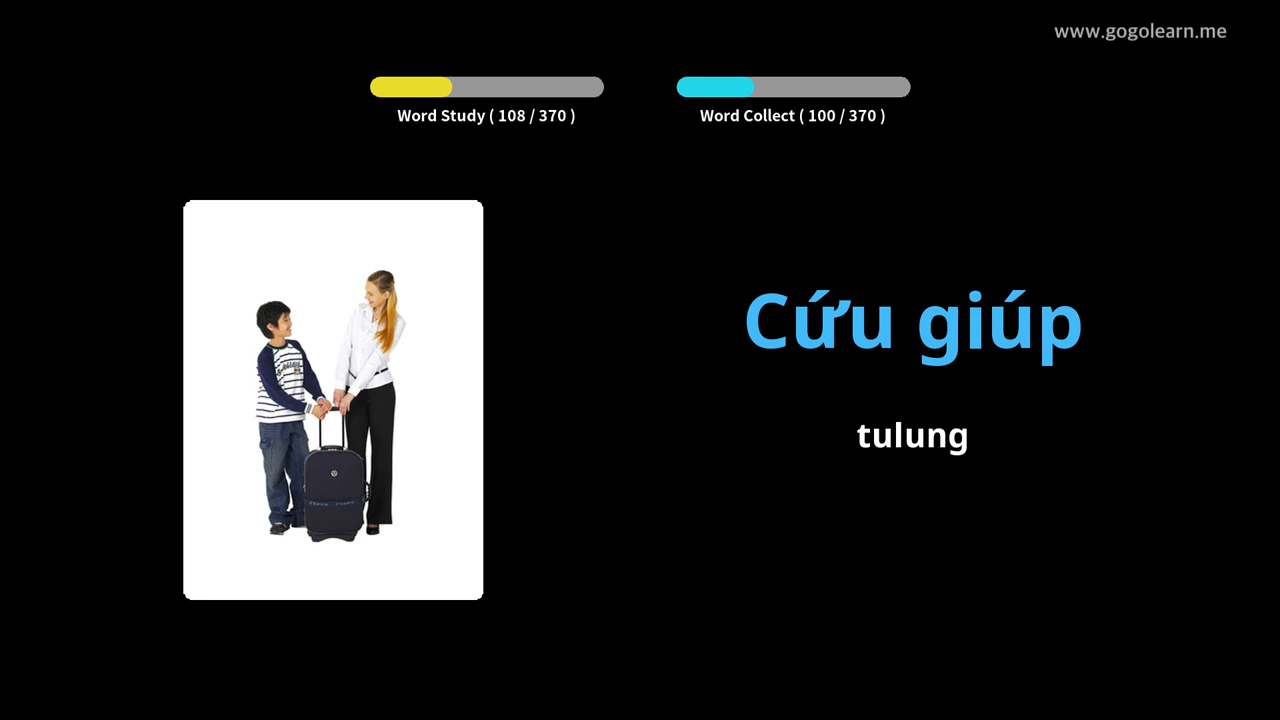 www.gogolearn.me
Word Study ( 108 / 370 )
Word Collect ( 100 / 370 )
Cứu giúp
tulung